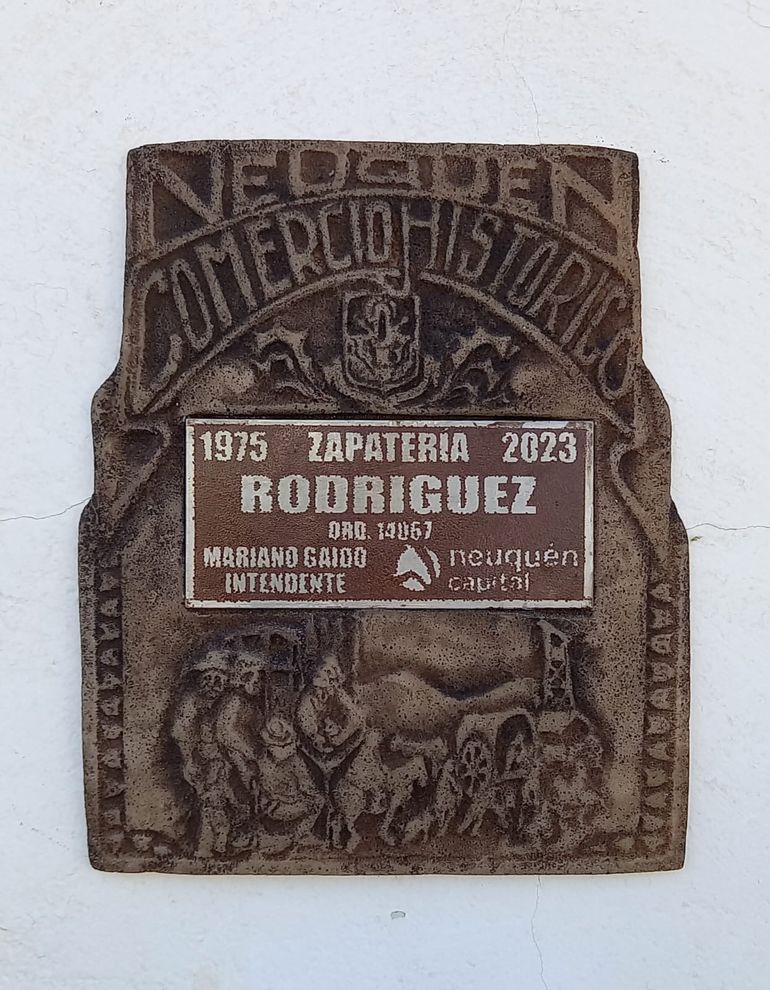 NEUQUEN
COMERCIO HISTORICO
1975 ZAPATERIA 2023
RODRIGUEZ
ORD. 14067
MARIANO GAIDO
INTENDENTE
neuquén
capital